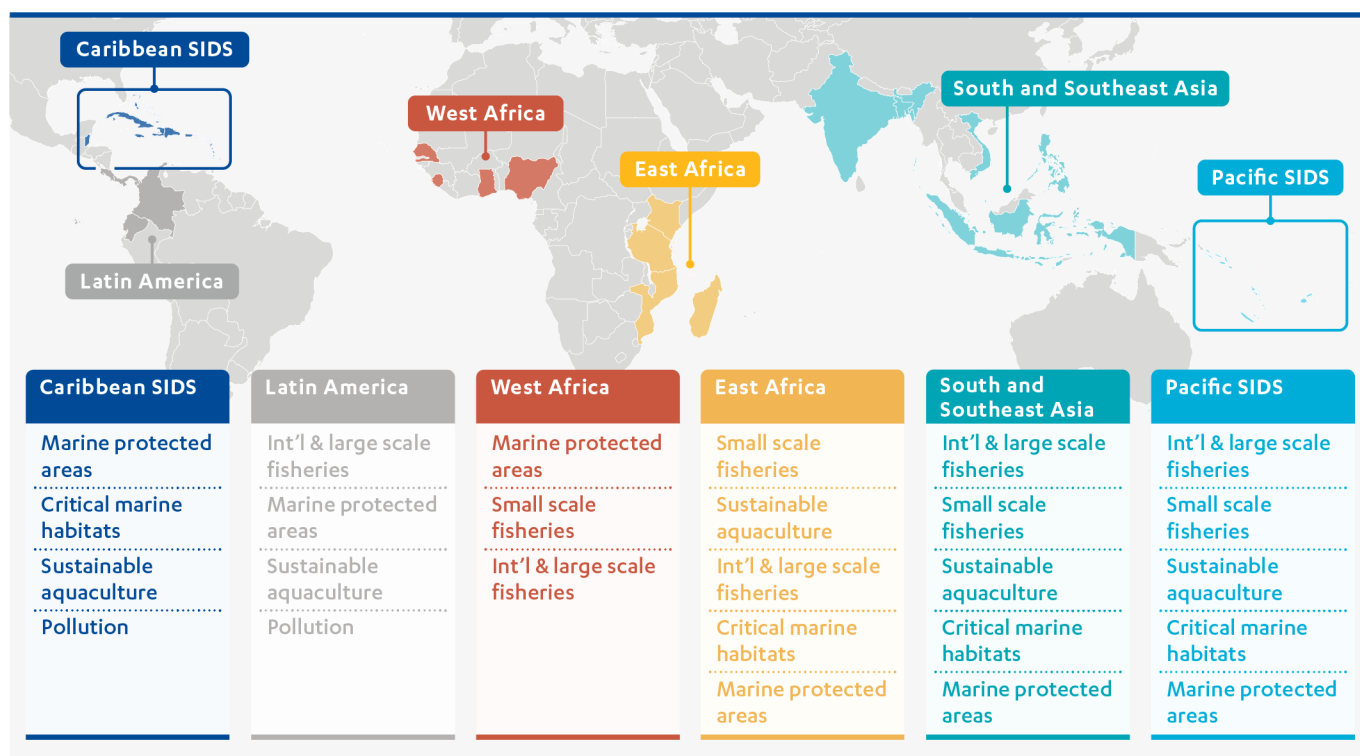 Caribbean SIDS
West Africa
South and Southeast Asia
East Africa
Pacific SIDS
Latin America
Caribbean SIDS
Marine protected
areas
Critical marine
habitats
Sustainable
aquaculture
Pollution
Latin America
Int'l & large scale
fisheries
Marine protected
areas
Sustainable
aquaculture
Pollution
West Africa
Marine protected
areas
Small scale
fisheries
Int'l & large scale
fisheries
East Africa
Small scale
fisheries
Sustainable
aquaculture
Int'l & large scale
fisheries
Critical marine
habitats
Marine protected
areas
South and
Southeast Asia
Int'l & large scale
fisheries
Small scale
fisheries
Sustainable
aquaculture
Critical marine
habitats
Marine protected
areas
Pacific SIDS
Int'l & large scale
fisheries
Small scale
fisheries
Sustainable
aquaculture
Critical marine
habitats
Marine protected
areas